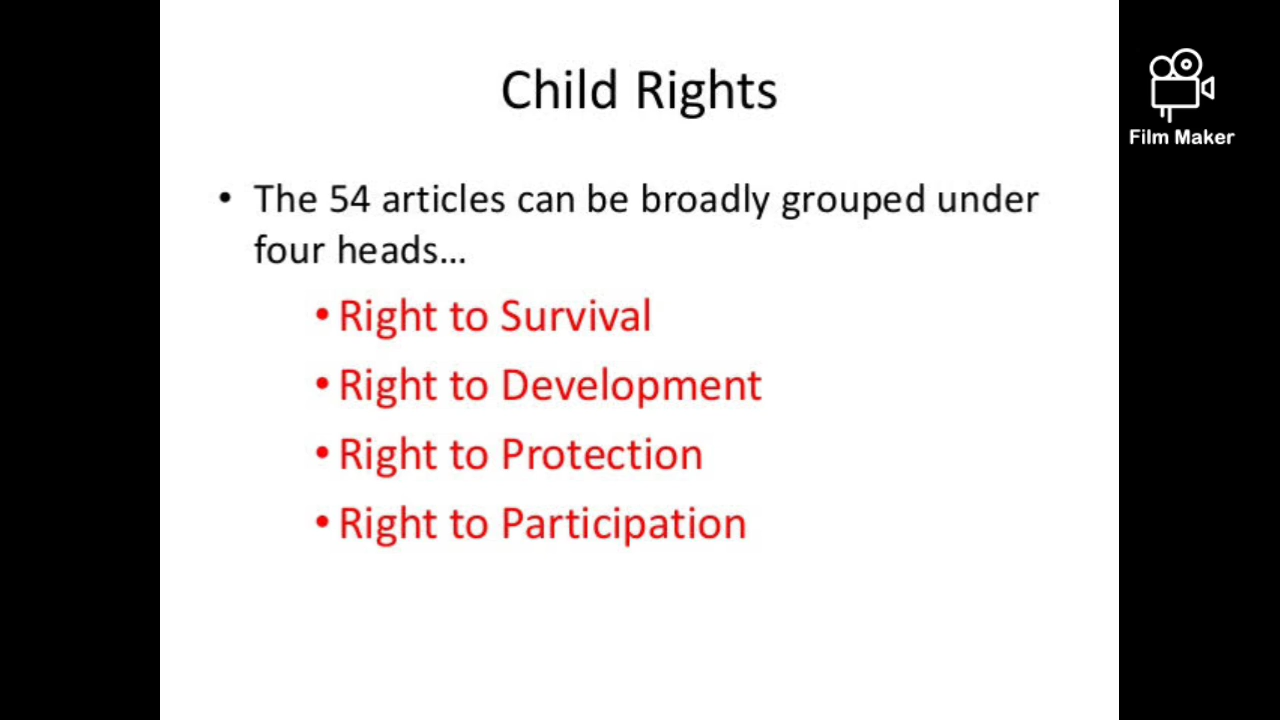 Child Rights
Film Maker
• The 54 articles can be broadly grouped under
four heads...
• Right to Survival
• Right to Development
• Right to Protection
• Right to Participation